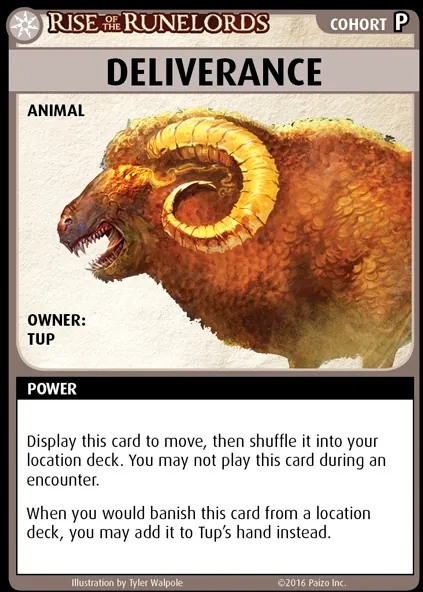 RISE OF THE RUNELORDS
COHORT P
DELIVERANCE
ANIMAL
OWNER:
TUP
POWER
Display this card to move, then shuffle it into your
location deck. You may not play this card during an
encounter.
When you would banish this card from a location
deck, you may add it to Tup's hand instead.
Illustration by Tyler Walpole
©2016 Paizo Inc.